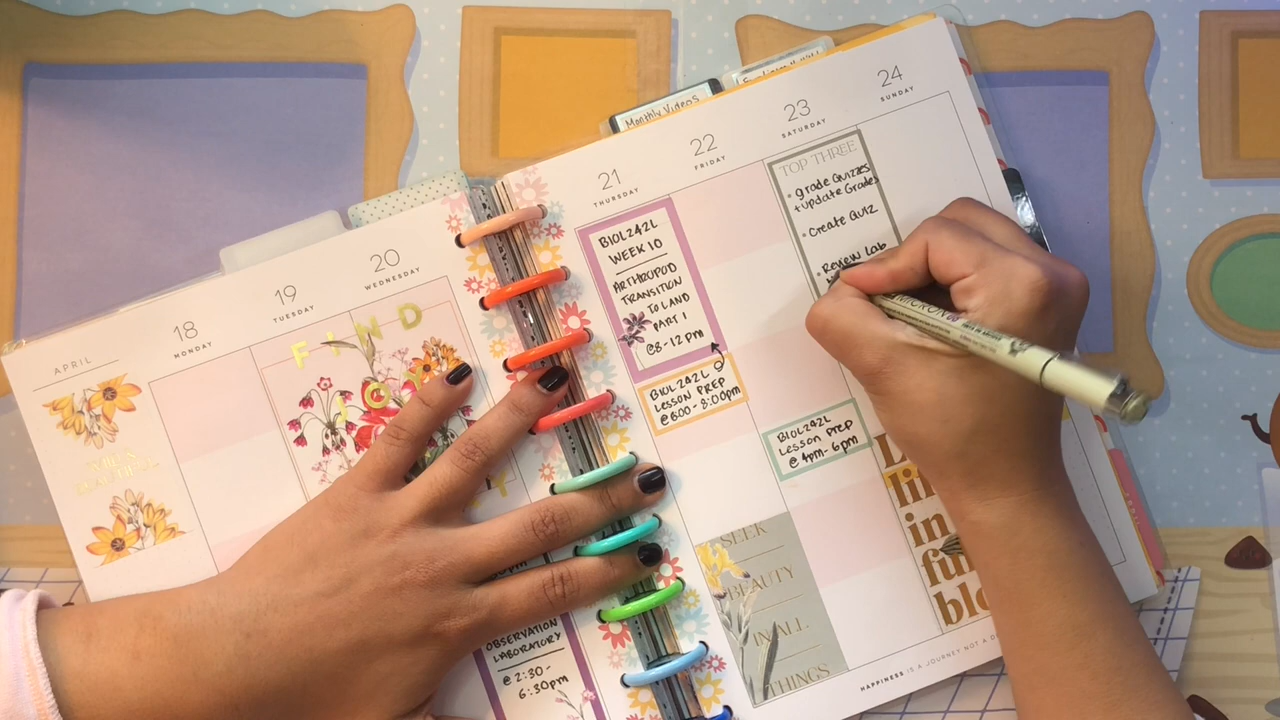 Monthly Videos
APRIL
18
MONDAY
19
TUESDAY
20
WEDNESDAY
FIND
JOY
OBSERVATION
LABORATORY
@ 2:30-
6:30pm
21
THURSDAY
BIOL242L
WEEK 10
ARTHROPOD
TRANSITION
TO LAND
PART 1
@8-12pm
BIOL242L
LESSON PREP
@6:00-8:00pm
22
FRIDAY
SEEK
BEAUTY
IN ALL
THINGS
23
SATURDAY
TOP THREE
• grade Quizzes
+update Grades
• Create Quiz
• Review Lab
BIOL242L
Lesson prep
@ 4pm-6pm
24
SUNDAY
in
HAPPINESS IS A JOURNEY NOT A
MICRON